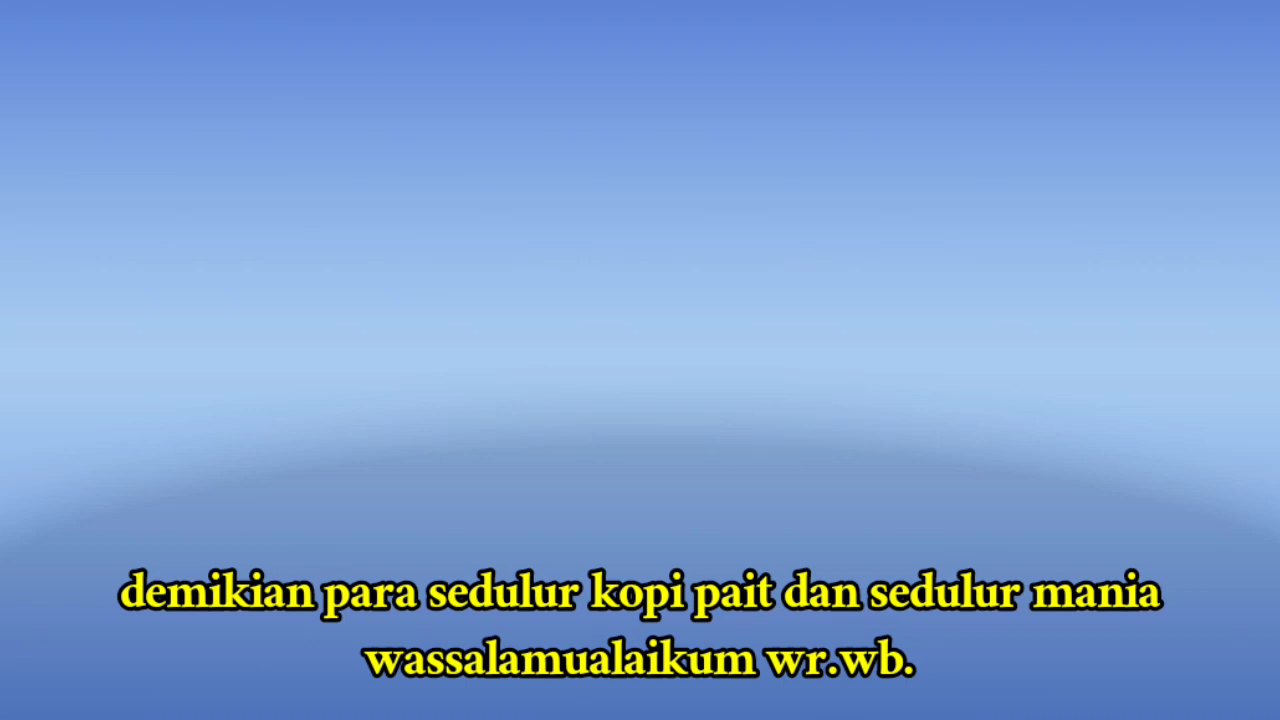 demikian para sedulur kopi pait dan sedulur mania
wassalamualaikum wr.wb.